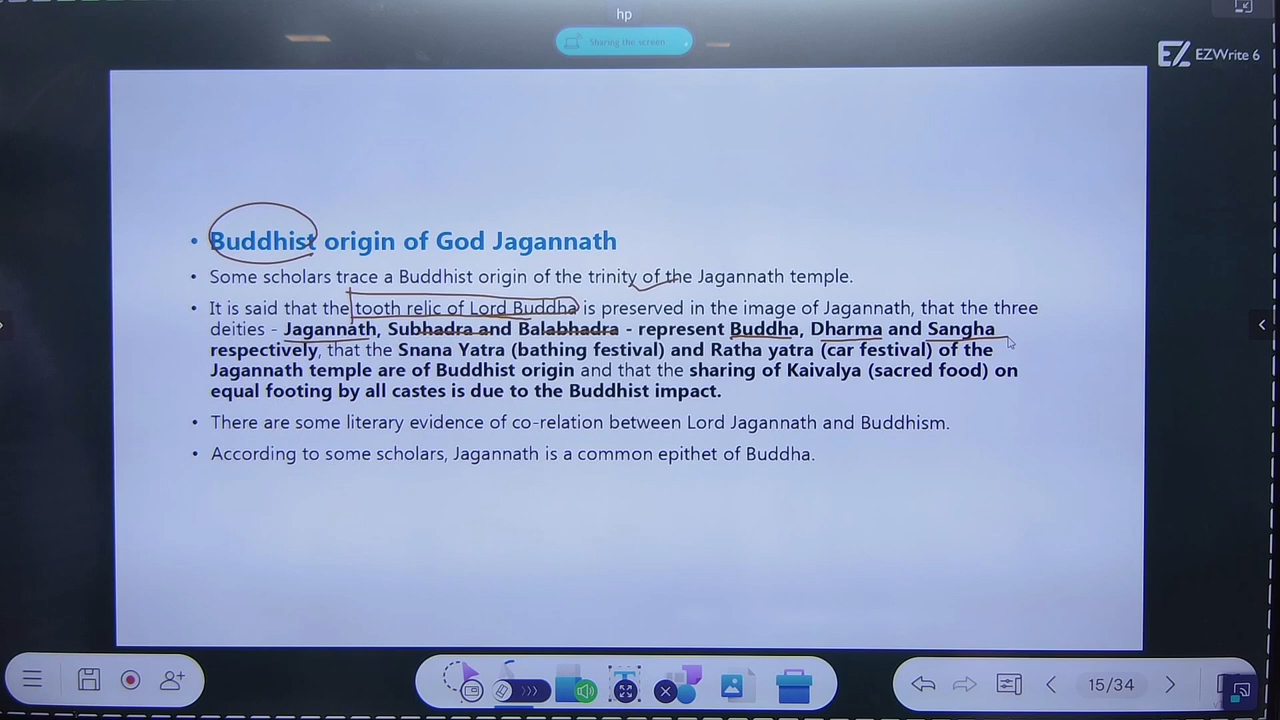 hp
Sharing the screen
EZWrite 6
• Buddhist origin of God Jagannath
• Some scholars trace a Buddhist origin of the trinity of the Jagannath temple.
• It is said that the tooth relic of Lord Buddha is preserved in the image of Jagannath, that the three
deities - Jagannath, Subhadra and Balabhadra - represent Buddha, Dharma and Sangha
respectively, that the Snana Yatra (bathing festival) and Ratha yatra (car festival) of the
Jagannath temple are of Buddhist origin and that the sharing of Kaivalya (sacred food) on
equal footing by all castes is due to the Buddhist impact.
• There are some literary evidence of co-relation between Lord Jagannath and Buddhism.
• According to some scholars, Jagannath is a common epithet of Buddha.
15/34